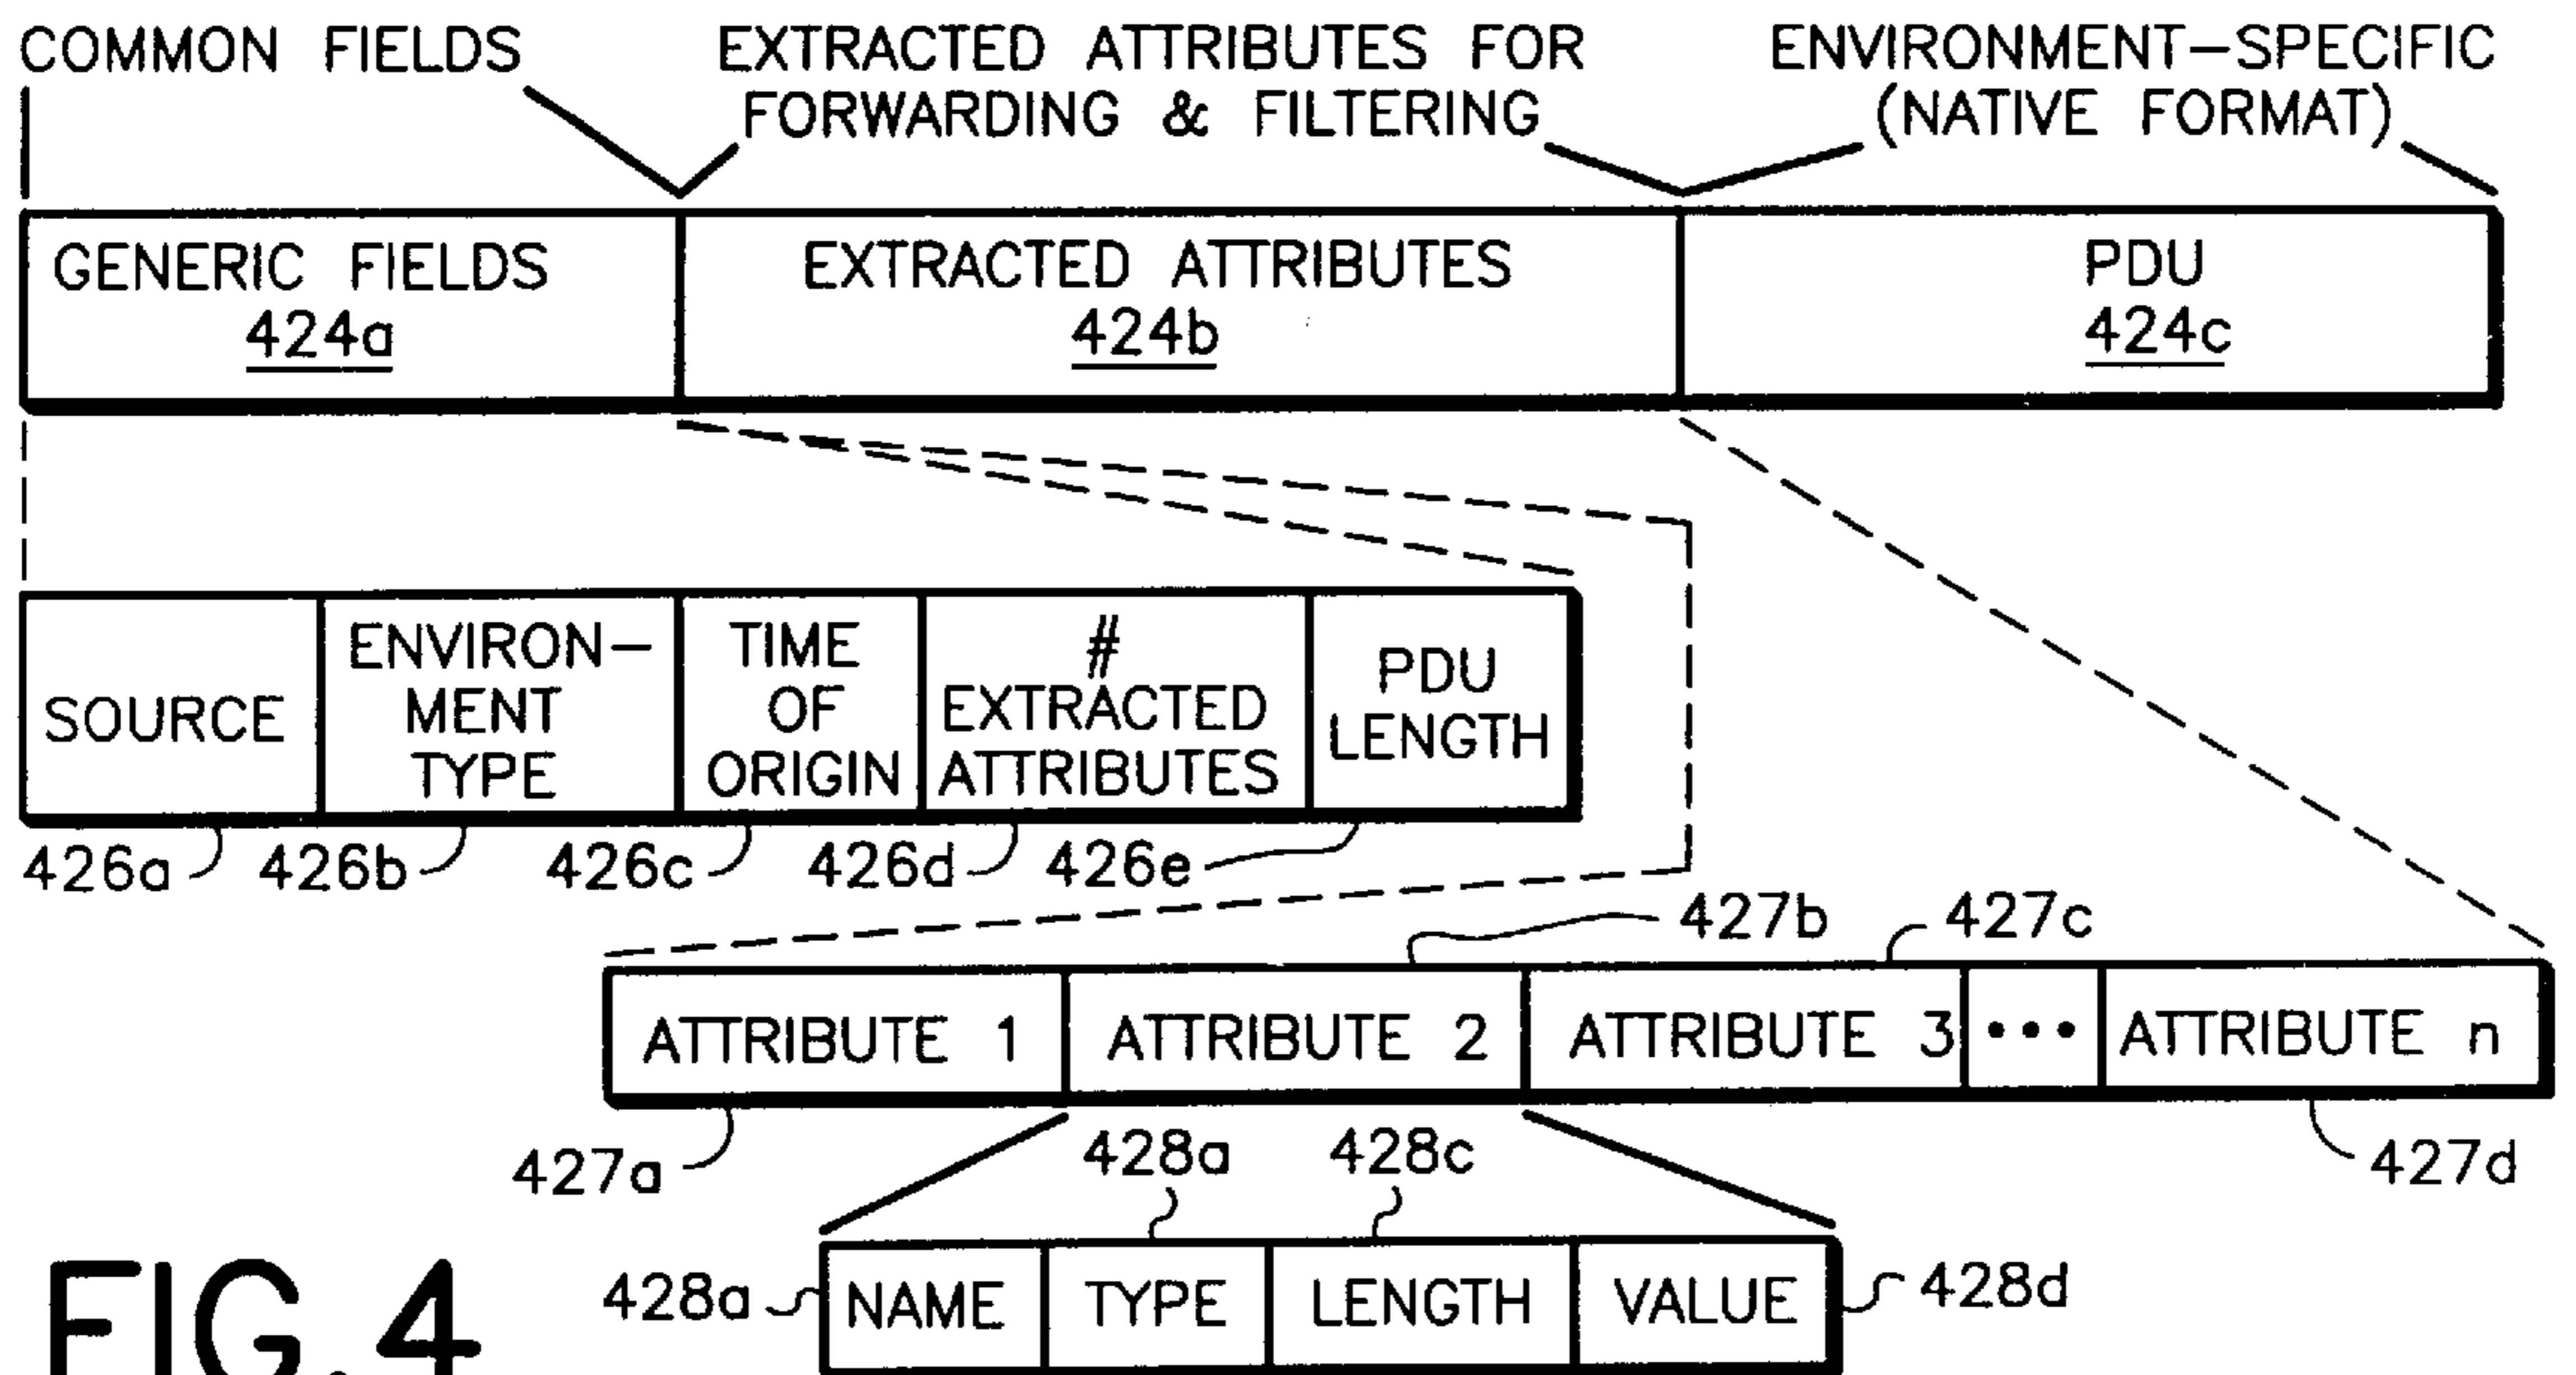 COMMON FIELDS
EXTRACTED ATTRIBUTES FOR
FORWARDING & FILTERING
ENVIRONMENT-SPECIFIC
(NATIVE FORMAT)
GENERIC FIELDS
424a
EXTRACTED ATTRIBUTES
424b
PDU
424c
SOURCE
ENVIRON-
MENT
TYPE
TIME
OF
ORIGIN
#
EXTRACTED
ATTRIBUTES
PDU
LENGTH
426a
426b
426c
426d
426e
427b
427c
ATTRIBUTE 1
ATTRIBUTE 2
ATTRIBUTE 3
•••
ATTRIBUTE n
427a
428a
428c
427d
428a
NAME
TYPE
LENGTH
VALUE
428d
FIG.4